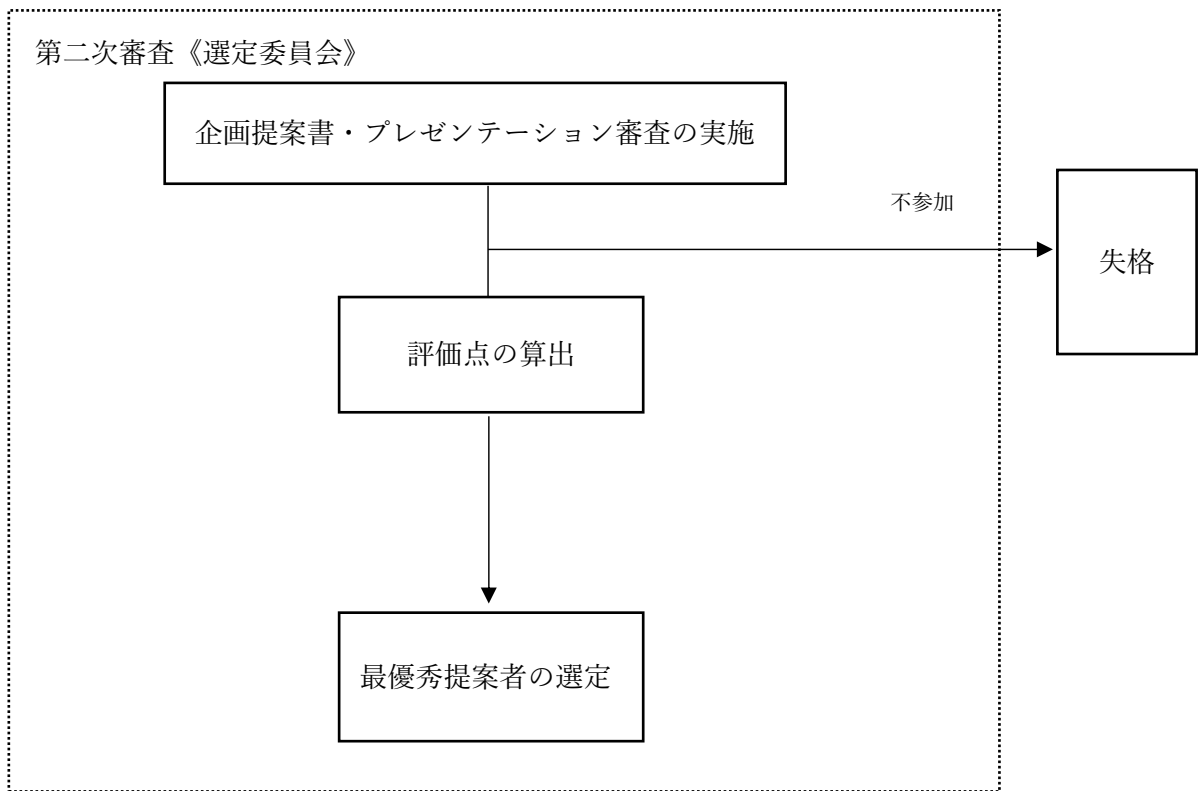 第二次審査《選定委員会》
企画提案書・プレゼンテーション審査の実施
不参加
失格
評価点の算出
最優秀提案者の選定